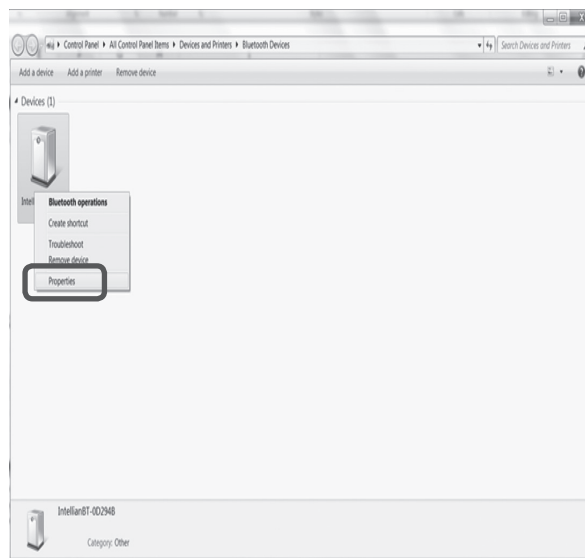 Control Panel ▸ All Control Panel Items ▸ Devices and Printers ▸ Bluetooth Devices
Search Devices and Printers
Add a device Add a printer Remove device
Devices (1)
Intell
Bluetooth operations
Create shortcut
Troubleshoot
Remove device
Properties
IntellianBT-0D294B
Category: Other